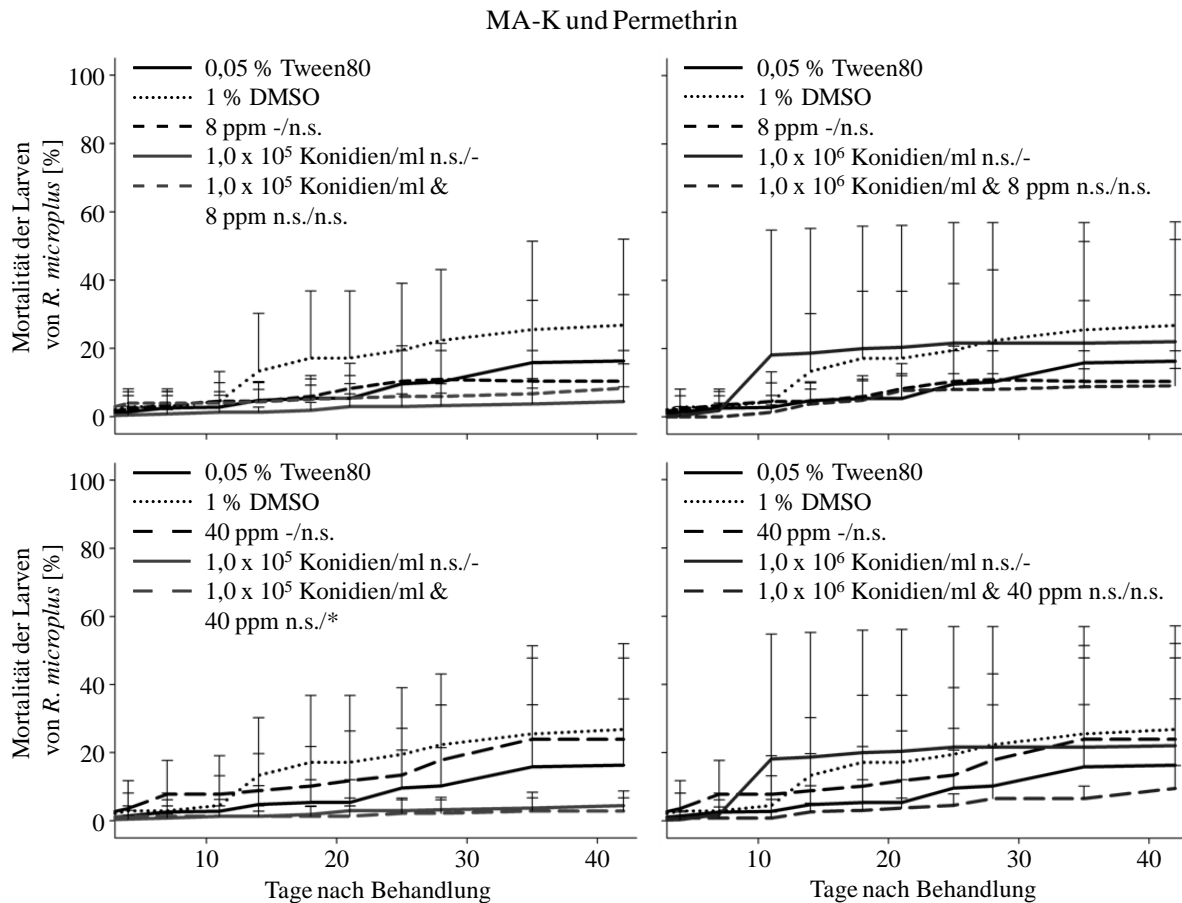 MA-K und Permethrin
0,05 % Tween80
1 % DMSO
8 ppm -/n.s.
1,0 x 10⁵ Konidien/ml n.s./-
1,0 x 10⁵ Konidien/ml &
8 ppm n.s./n.s.
100
80
60
40
20
0
Mortalität der Larven
von R. microplus [%]
0,05 % Tween80
1 % DMSO
8 ppm -/n.s.
1,0 x 10⁶ Konidien/ml n.s./-
1,0 x 10⁶ Konidien/ml & 8 ppm n.s./n.s.
0,05 % Tween80
1 % DMSO
40 ppm -/n.s.
1,0 x 10⁵ Konidien/ml n.s./-
1,0 x 10⁵ Konidien/ml &
40 ppm n.s./*
100
80
60
40
20
0
Mortalität der Larven
von R. microplus [%]
10 20 30 40
Tage nach Behandlung
0,05 % Tween80
1 % DMSO
40 ppm -/n.s.
1,0 x 10⁶ Konidien/ml n.s./-
1,0 x 10⁶ Konidien/ml & 40 ppm n.s./n.s.
10 20 30 40
Tage nach Behandlung